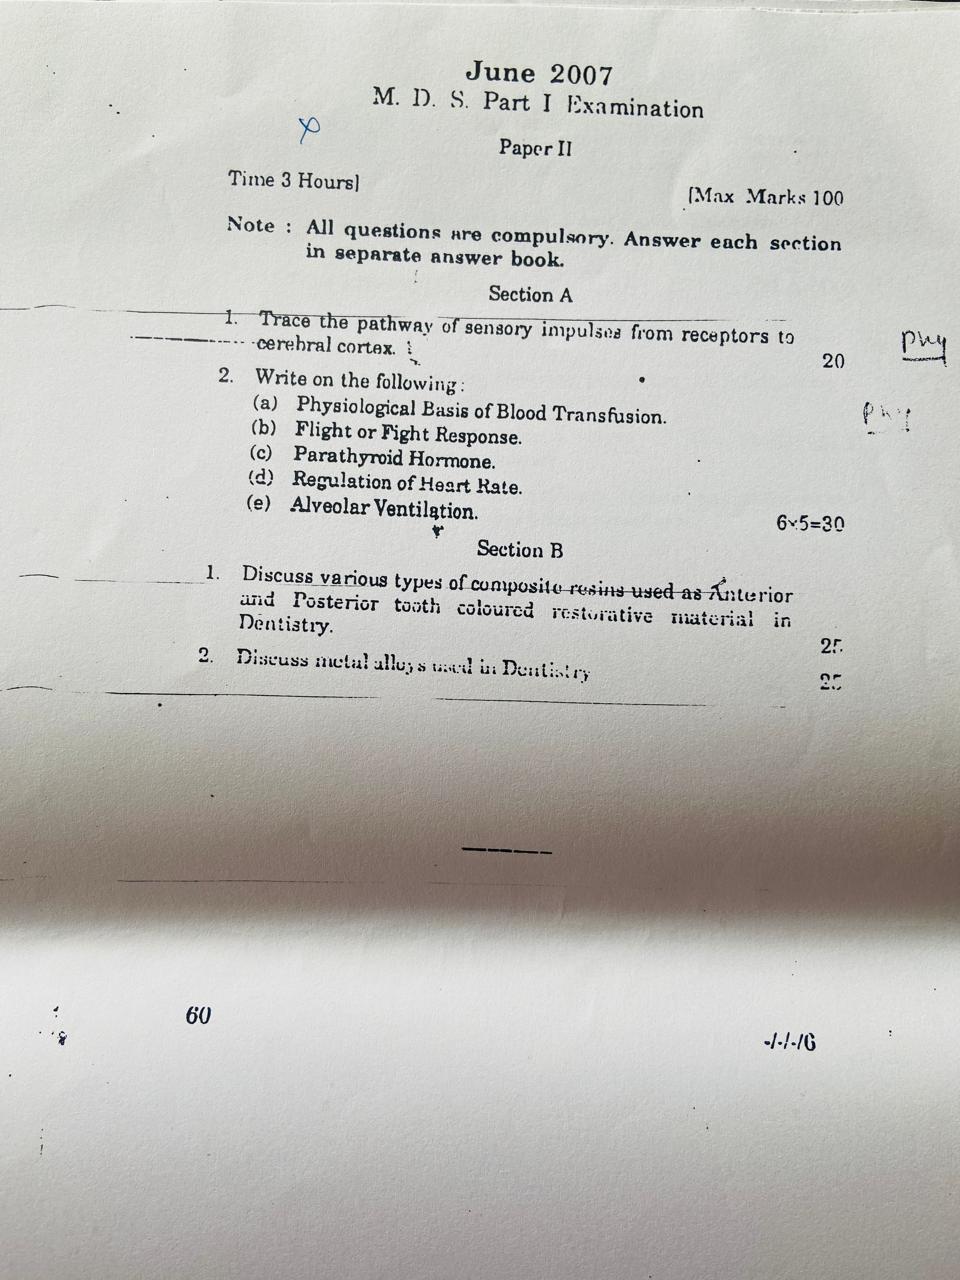 June 2007
M. D. S. Part I Examination
Paper II
Time 3 Hours]
[Max Marks 100
Note : All questions are compulsory. Answer each section
in separate answer book.
Section A
1. Trace the pathway of sensory impulses from receptors to
cerebral cortex.
20
Phy
2. Write on the following :
(a) Physiological Basis of Blood Transfusion.
Phy
(b) Flight or Fight Response.
(c) Parathyroid Hormone.
(d) Regulation of Heart Rate.
(e) Alveolar Ventilation.
6×5=30
Section B
1. Discuss various types of composite resins used as Anterior
and Posterior tooth coloured restorative material in
Dentistry.
25
2. Discuss metal alloys used in Dentistry
25
60